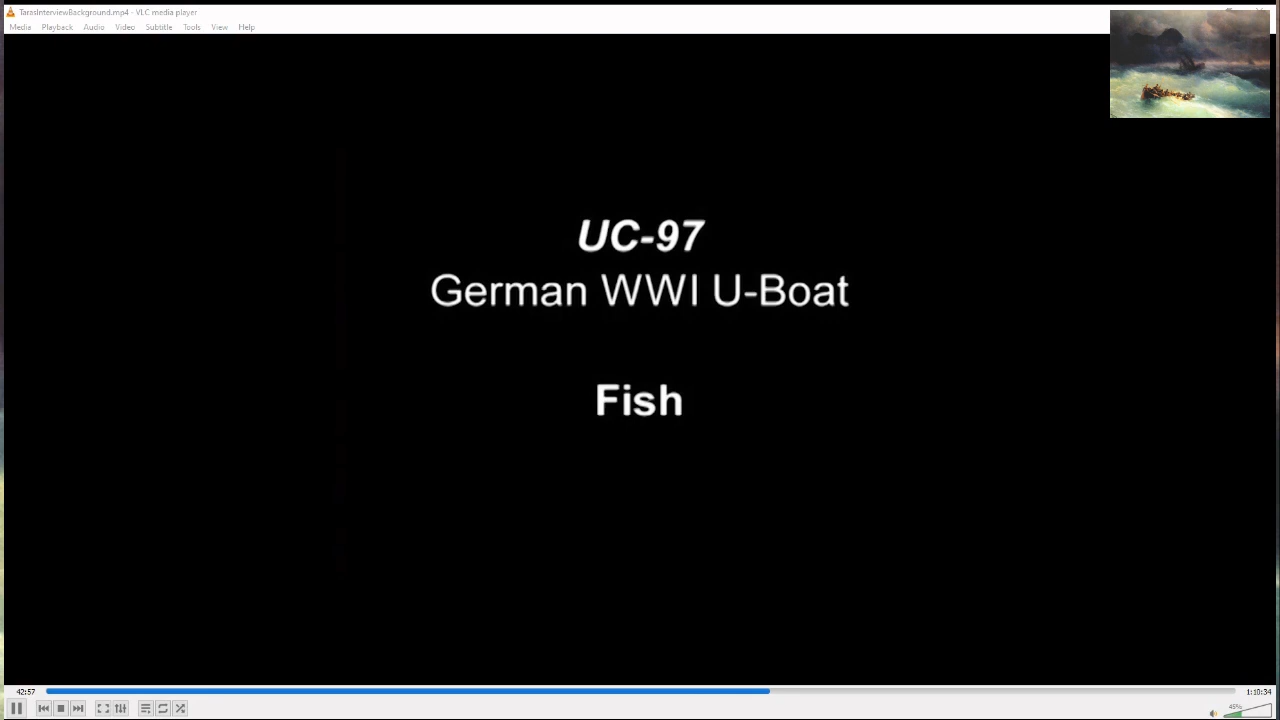 TarasInterviewBackground.mp4 - VLC media player
Media Playback Audio Video Subtitle Tools View Help
UC-97
German WWI U-Boat
Fish
42:57
1:10:34
45%